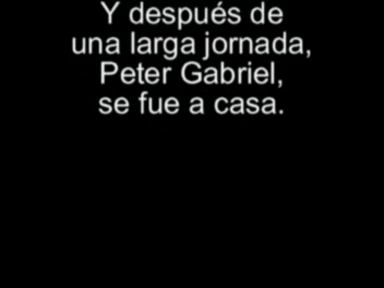 Y después de
una larga jornada,
Peter Gabriel,
se fue a casa.